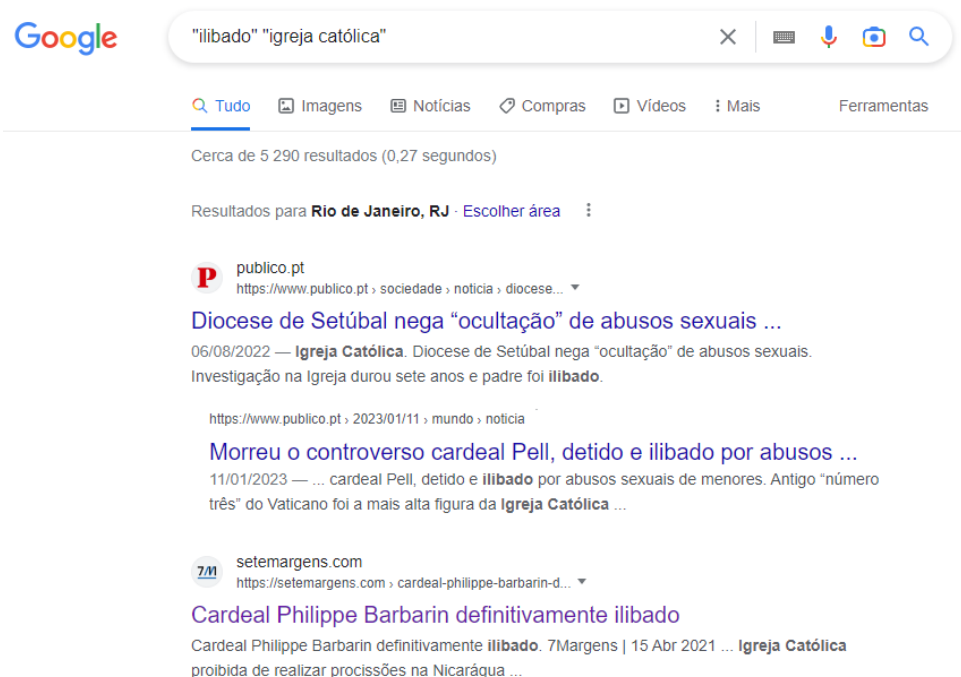 Google
"ilibado" "igreja católica"
Tudo Imagens Notícias Compras Vídeos Mais Ferramentas
Cerca de 5 290 resultados (0,27 segundos)
Resultados para Rio de Janeiro, RJ · Escolher área
P
publico.pt
https://www.publico.pt › sociedade › noticia › diocese...
Diocese de Setúbal nega “ocultação” de abusos sexuais ...
06/08/2022 — Igreja Católica. Diocese de Setúbal nega “ocultação” de abusos sexuais.
Investigação na Igreja durou sete anos e padre foi ilibado.
https://www.publico.pt › 2023/01/11 › mundo › noticia
Morreu o controverso cardeal Pell, detido e ilibado por abusos ...
11/01/2023 — ... cardeal Pell, detido e ilibado por abusos sexuais de menores. Antigo “número
três” do Vaticano foi a mais alta figura da Igreja Católica ...
7M
setemargens.com
https://setemargens.com › cardeal-philippe-barbarin-d...
Cardeal Philippe Barbarin definitivamente ilibado
Cardeal Philippe Barbarin definitivamente ilibado. 7Margens | 15 Abr 2021 ... Igreja Católica
proibida de realizar procissões na Nicarágua ...